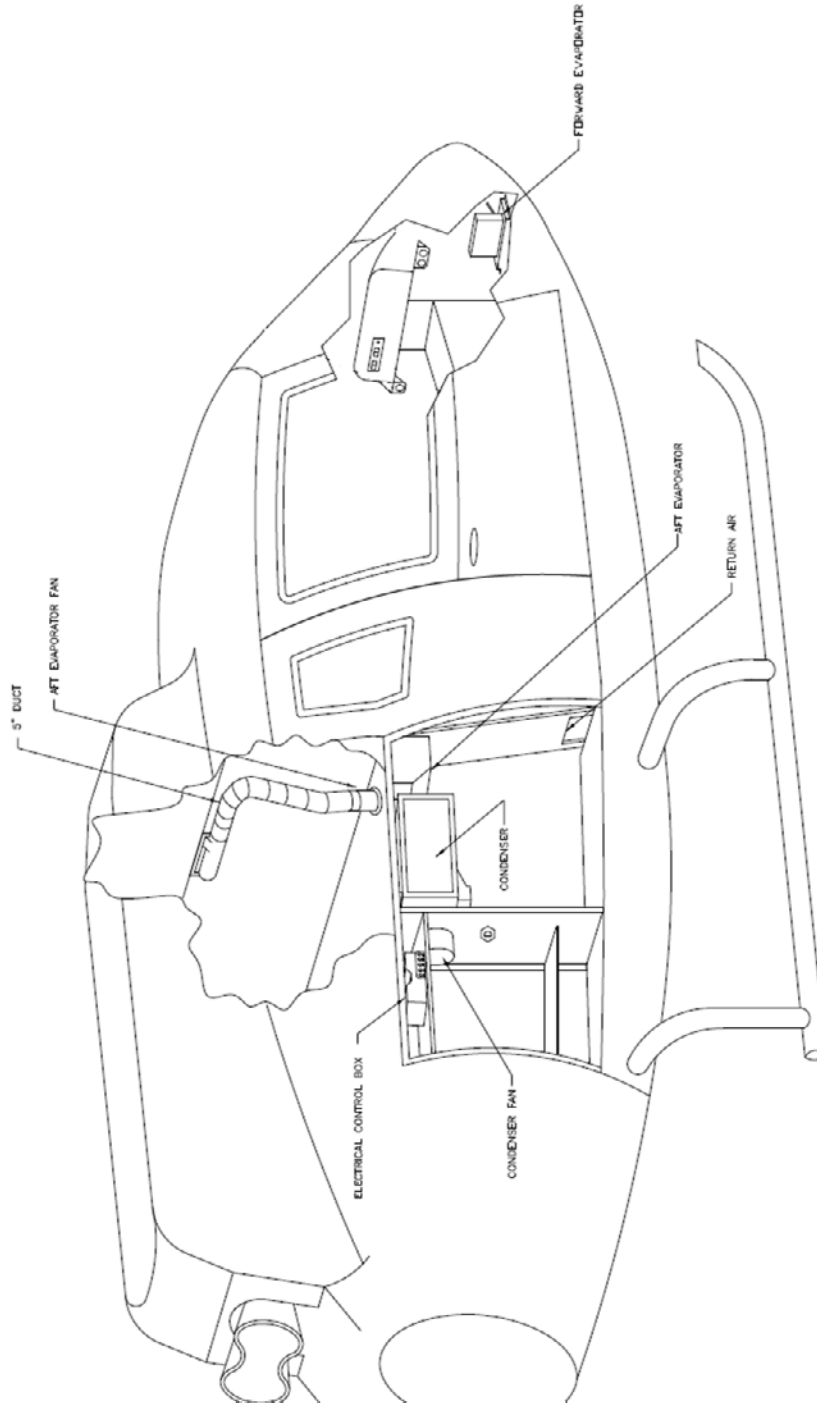 5" DUCT
AFT EVAPORATOR FAN
FORWARD EVAPORATOR
AFT EVAPORATOR
RETURN AIR
CONDENSER
ELECTRICAL CONTROL BOX
CONDENSER FAN